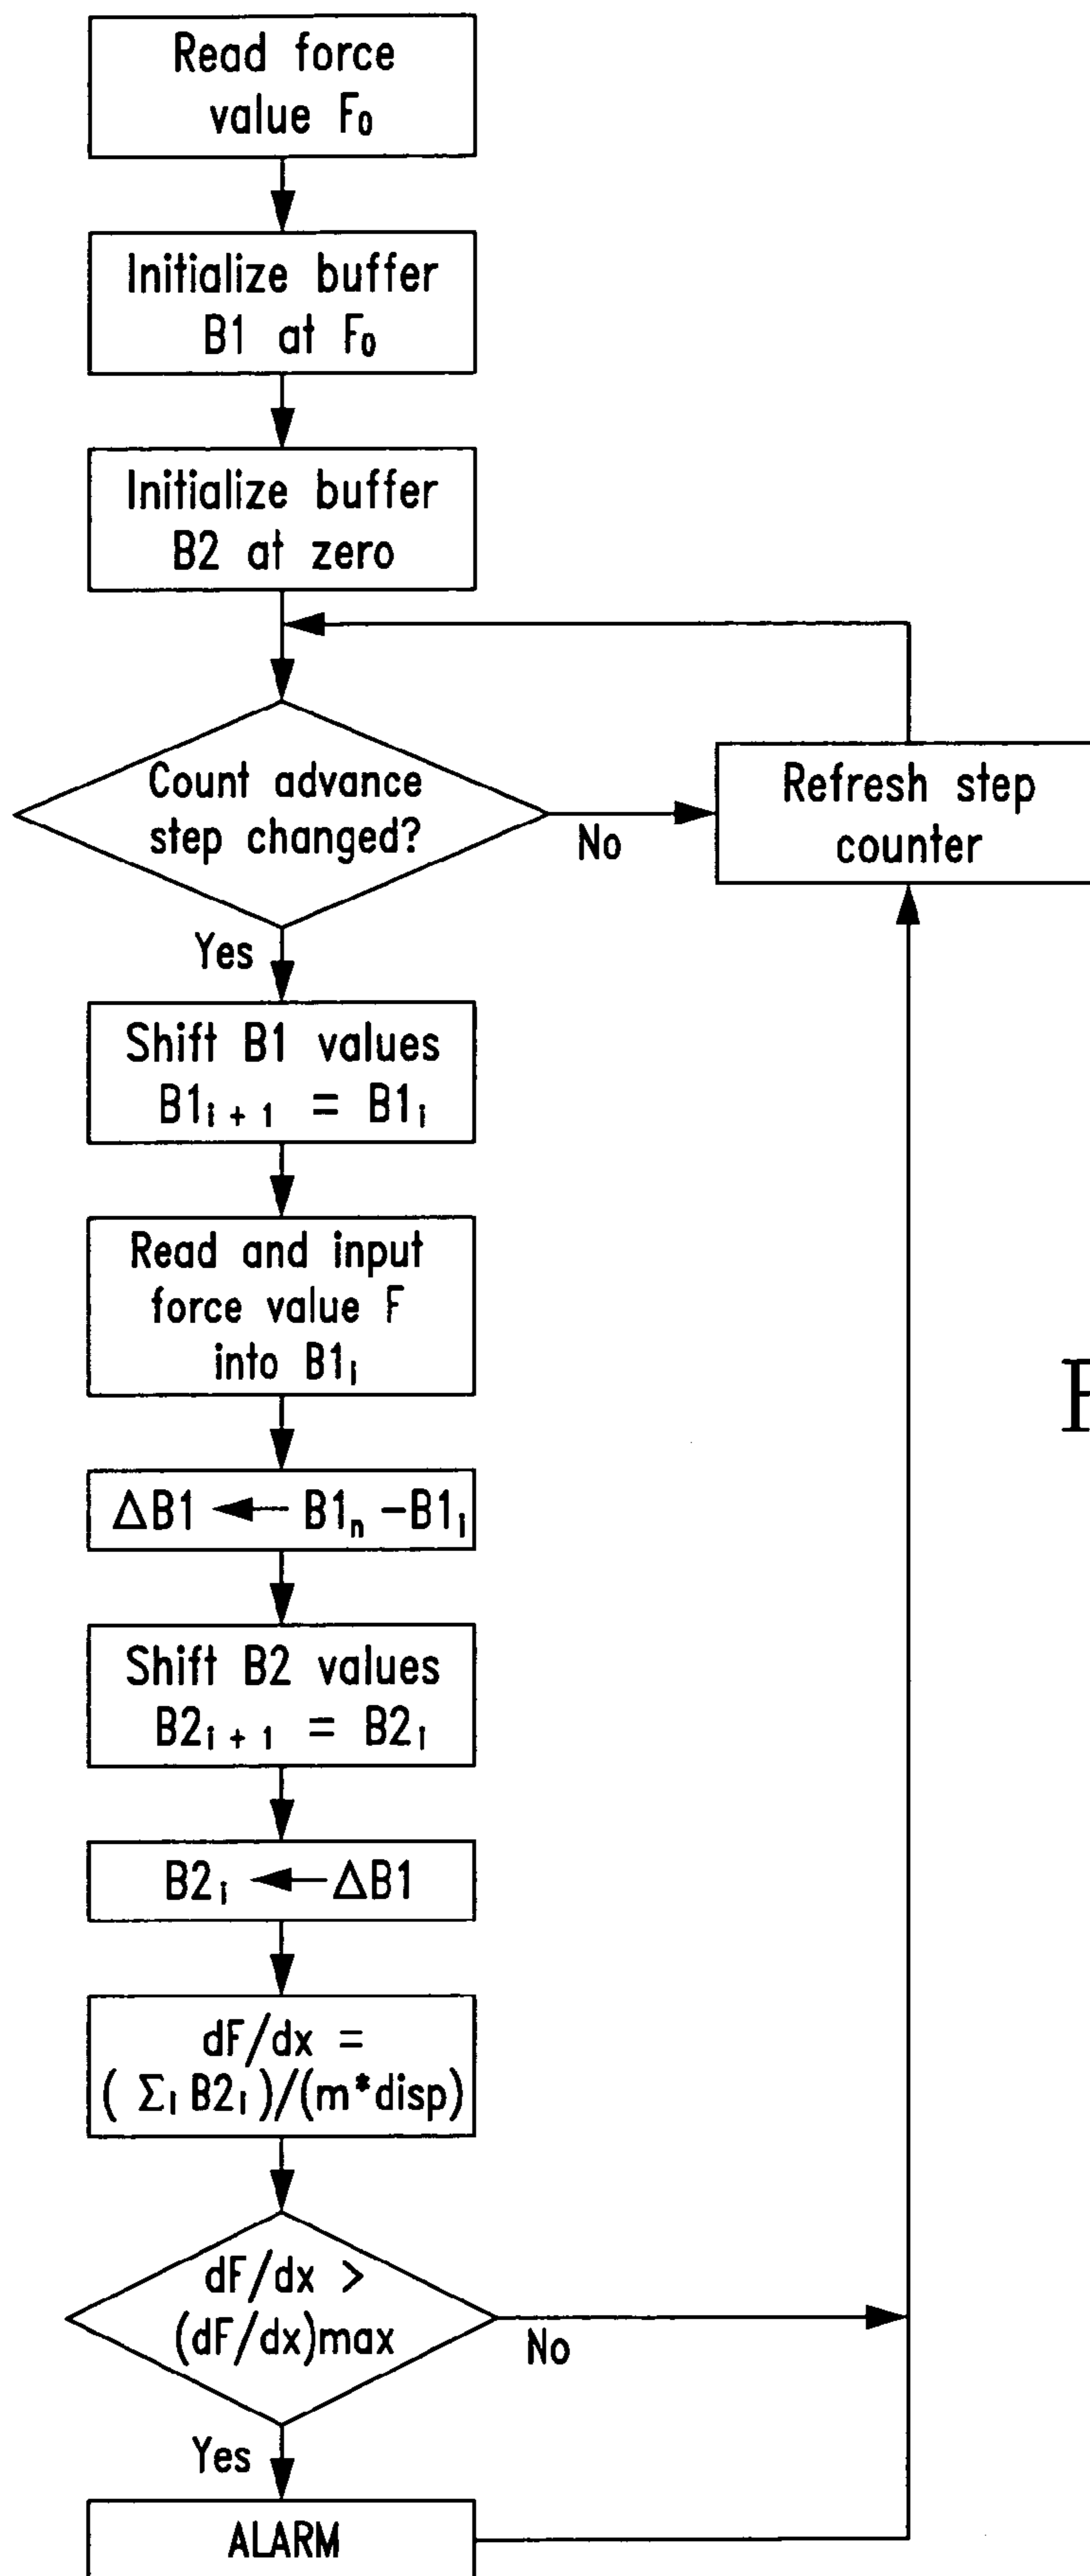 Read force
value F₀
Initialize buffer
B1 at F₀
Initialize buffer
B2 at zero
Count advance
step changed?
No
Refresh step
counter
Yes
Shift B1 values
B1ᵢ ₊ ₁ = B1ᵢ
Read and input
force value F
into B1ᵢ
ΔB1 ← B1ₙ -B1ᵢ
Shift B2 values
B2ᵢ ₊ ₁ = B2ᵢ
B2ᵢ ← ΔB1
dF/dx =
( Σᵢ B2ᵢ )/(m*disp)
dF/dx >
(dF/dx)max
No
Yes
ALARM